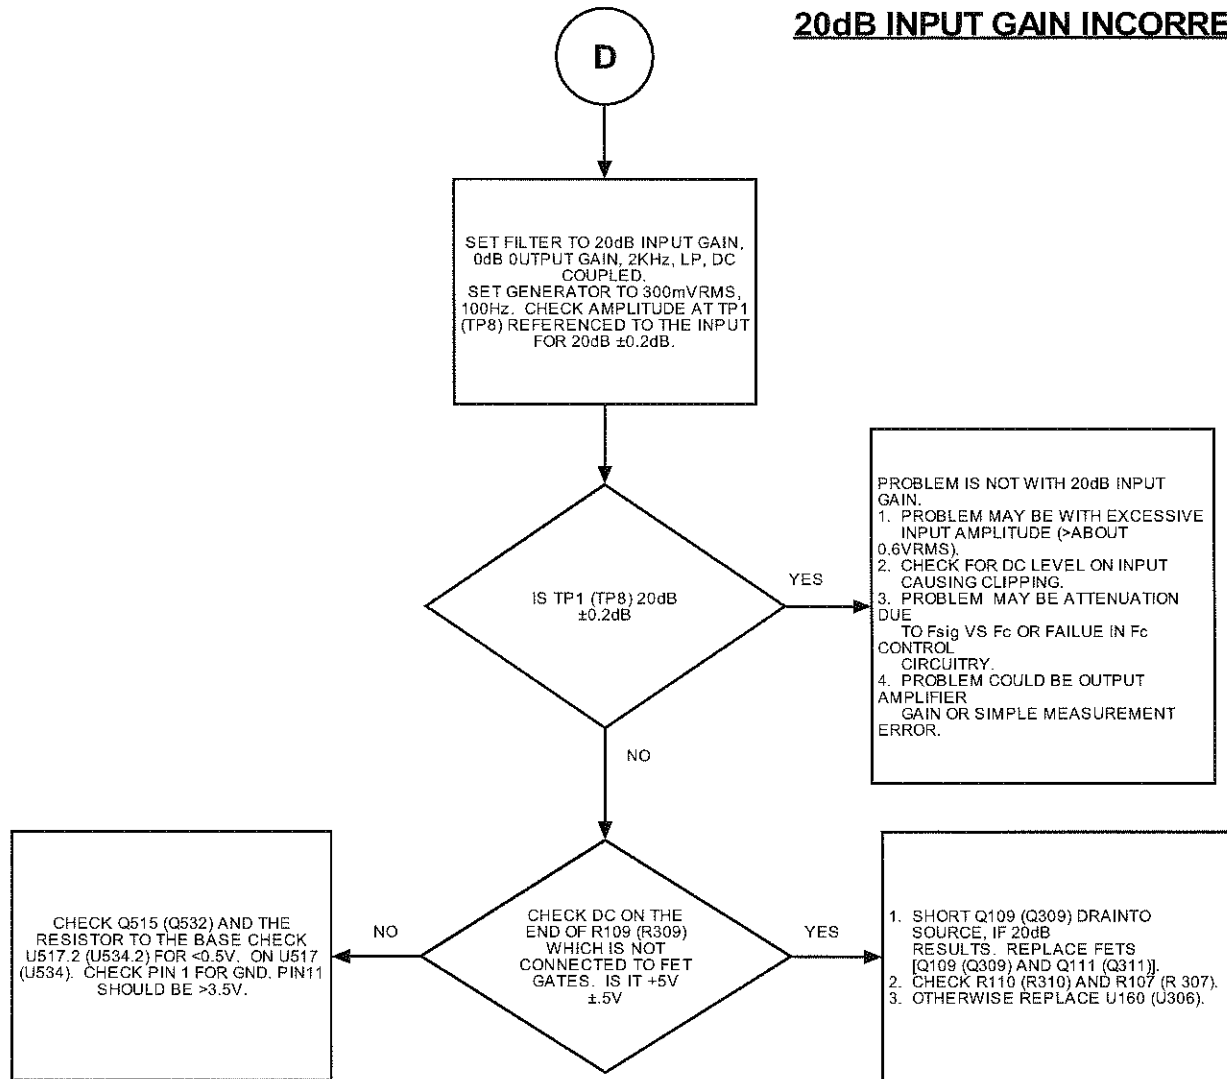 20dB INPUT GAIN INCORRE
D
SET FILTER TO 20dB INPUT GAIN,
0dB 0UTPUT GAIN, 2KHz, LP, DC
COUPLED.
SET GENERATOR TO 300mVRMS,
100Hz. CHECK AMPLITUDE AT TP1
(TP8) REFERENCED TO THE INPUT
FOR 20dB ±0.2dB.
IS TP1 (TP8) 20dB
±0.2dB
YES
PROBLEM IS NOT WITH 20dB INPUT
GAIN.
1. PROBLEM MAY BE WITH EXCESSIVE
INPUT AMPLITUDE (>ABOUT
0.6VRMS).
2. CHECK FOR DC LEVEL ON INPUT
CAUSING CLIPPING.
3. PROBLEM MAY BE ATTENUATION
DUE
TO Fsig VS Fc OR FAILUE IN Fc
CONTROL
CIRCUITRY.
4. PROBLEM COULD BE OUTPUT
AMPLIFIER
GAIN OR SIMPLE MEASUREMENT
ERROR.
NO
CHECK DC ON THE
END OF R109 (R309)
WHICH IS NOT
CONNECTED TO FET
GATES. IS IT +5V
±.5V
NO
CHECK Q515 (Q532) AND THE
RESISTOR TO THE BASE CHECK
U517.2 (U534.2) FOR <0.5V. ON U517
(U534). CHECK PIN 1 FOR GND. PIN11
SHOULD BE >3.5V.
YES
1. SHORT Q109 (Q309) DRAINTO
SOURCE, IF 20dB
RESULTS. REPLACE FETS
[Q109 (Q309) AND Q111 (Q311)].
2. CHECK R110 (R310) AND R107 (R 307).
3. OTHERWISE REPLACE U160 (U306).